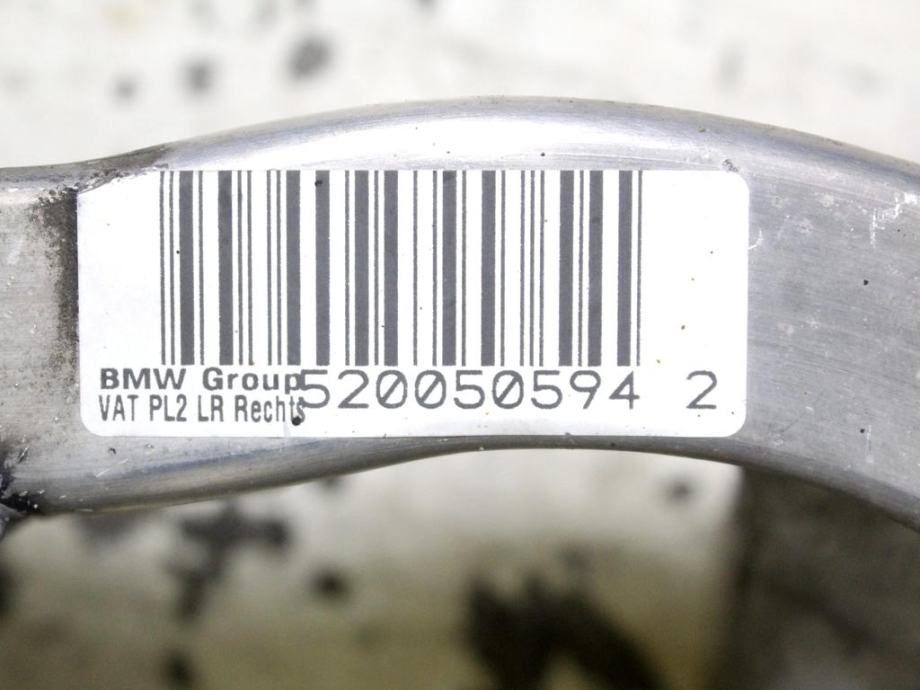 BMW Group 520050594 2
VAT PL2 LR Rechts